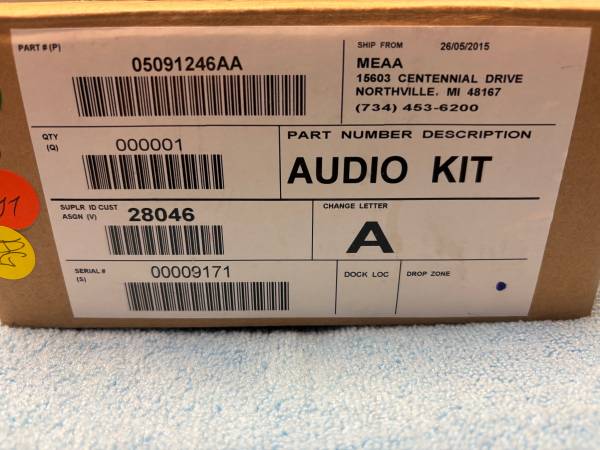 PART # (P)
05091246AA
SHIP FROM 26/05/2015
MEAA
15603 CENTENNIAL DRIVE
NORTHVILLE, MI 48167
(734) 453-6200
QTY
(Q)
000001
PART NUMBER DESCRIPTION
AUDIO KIT
SUPLR ID CUST
ASGN (V)
28046
CHANGE LETTER
A
SERIAL #
(S)
00009171
DOCK LOC
DROP ZONE